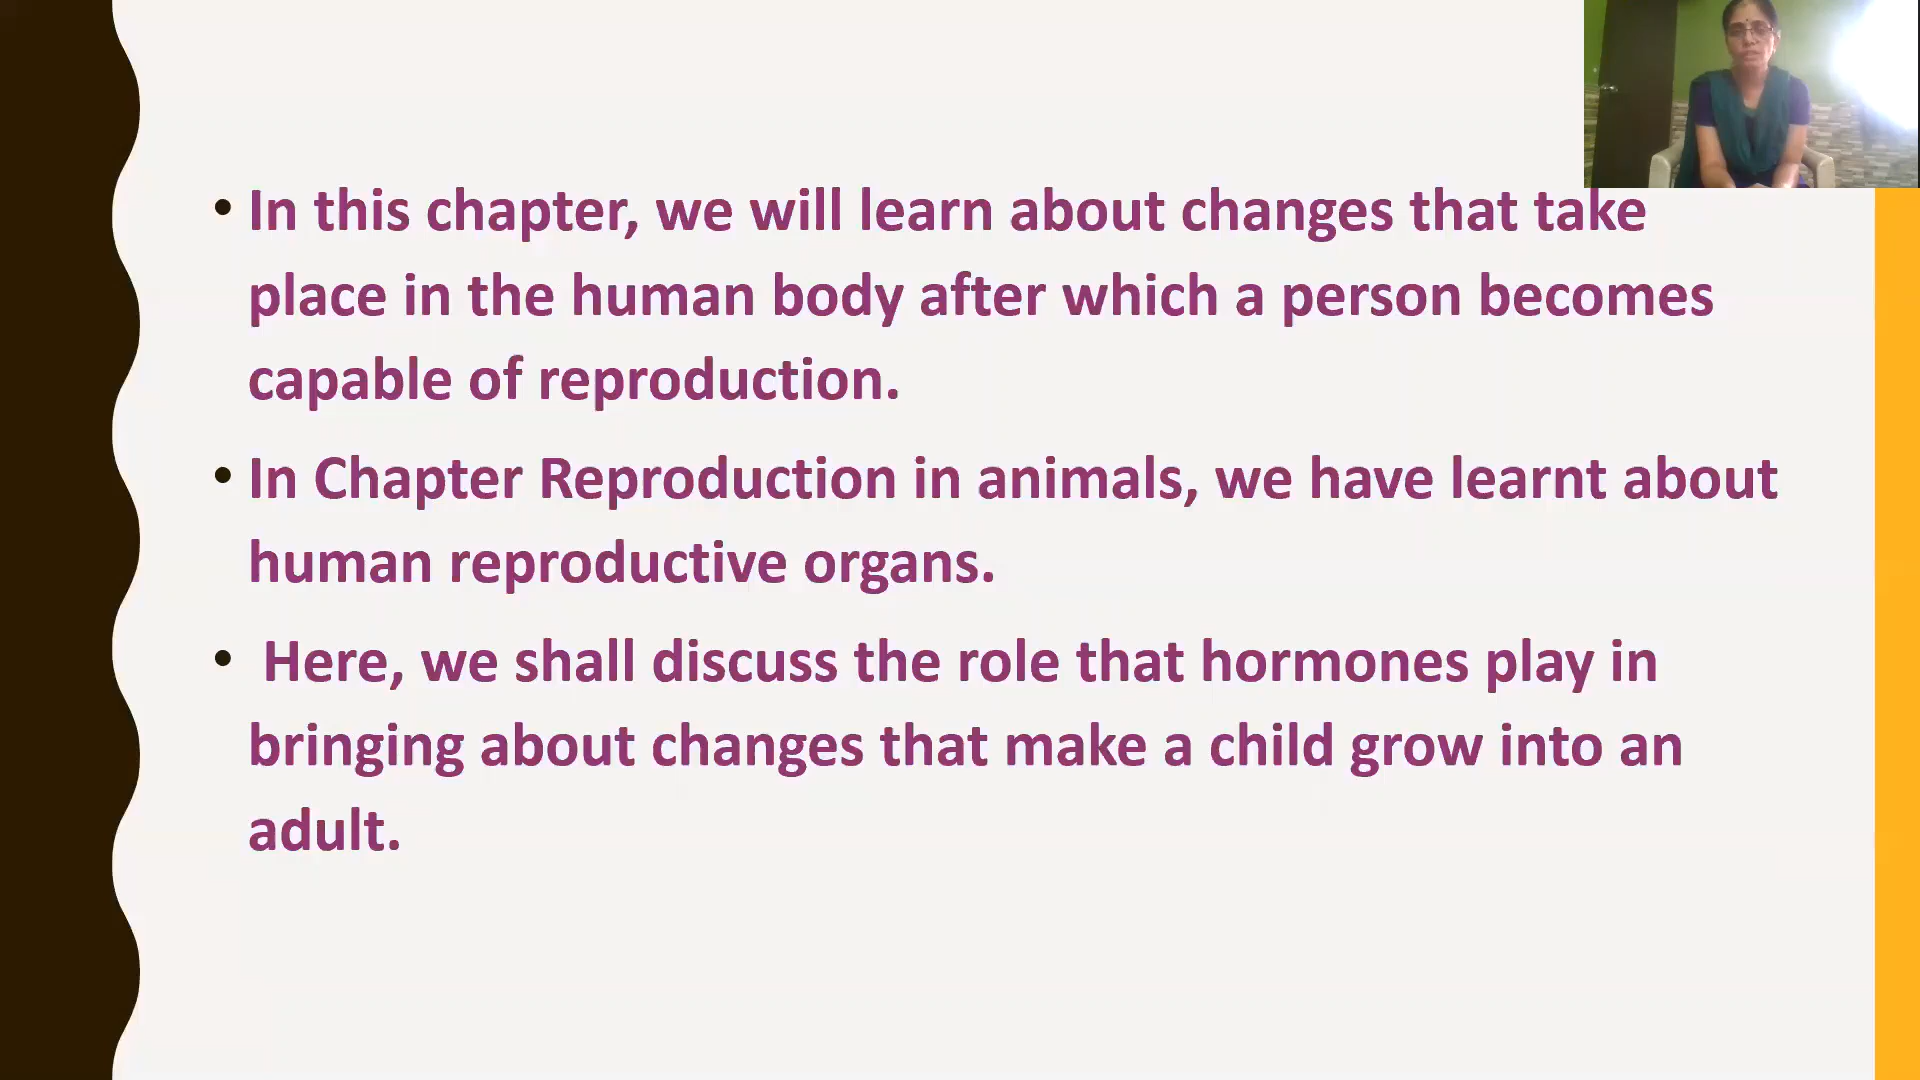 • In this chapter, we will learn about changes that take
place in the human body after which a person becomes
capable of reproduction.
• In Chapter Reproduction in animals, we have learnt about
human reproductive organs.
• Here, we shall discuss the role that hormones play in
bringing about changes that make a child grow into an
adult.